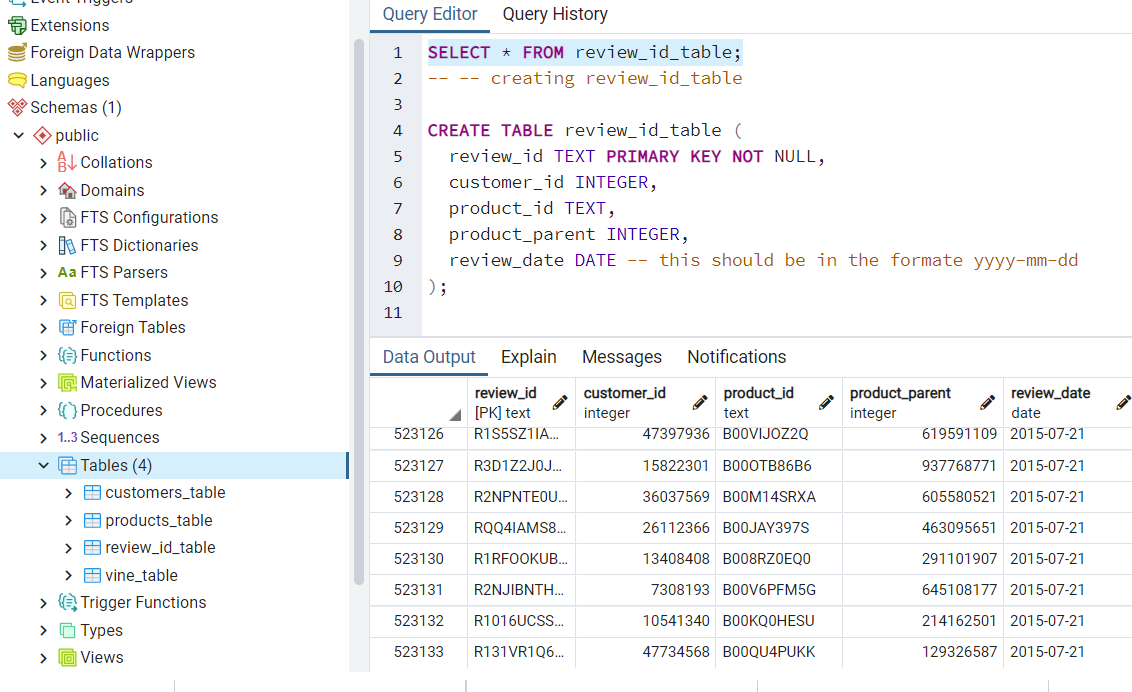 Event Triggers
Extensions
Foreign Data Wrappers
Languages
Schemas (1)
public
Collations
Domains
FTS Configurations
FTS Dictionaries
Aa FTS Parsers
FTS Templates
Foreign Tables
Functions
Materialized Views
Procedures
1..3 Sequences
Tables (4)
customers_table
products_table
review_id_table
vine_table
Trigger Functions
Types
Views
Query Editor Query History
1 SELECT * FROM review_id_table;
2 -- -- creating review_id_table
3
4 CREATE TABLE review_id_table (
5 review_id TEXT PRIMARY KEY NOT NULL,
6 customer_id INTEGER,
7 product_id TEXT,
8 product_parent INTEGER,
9 review_date DATE -- this should be in the formate yyyy-mm-dd
10 );
11
Data Output Explain Messages Notifications
review_id customer_id product_id product_parent review_date
[PK] text integer text integer date
523126 R1S5SZ1IA... 47397936 B00VIJOZ2Q 619591109 2015-07-21
523127 R3D1Z2J0J... 15822301 B00OTB86B6 937768771 2015-07-21
523128 R2NPNTE0U... 36037569 B00M14SRXA 605580521 2015-07-21
523129 RQQ4IAMS8... 26112366 B00JAY397S 463095651 2015-07-21
523130 R1RFOOKUB... 13408408 B008RZ0EQ0 291101907 2015-07-21
523131 R2NJIBNTH... 7308193 B00V6PFM5G 645108177 2015-07-21
523132 R1016UCSS... 10541340 B00KQ0HESU 214162501 2015-07-21
523133 R131VR1Q6... 47734568 B00QU4PUKK 129326587 2015-07-21